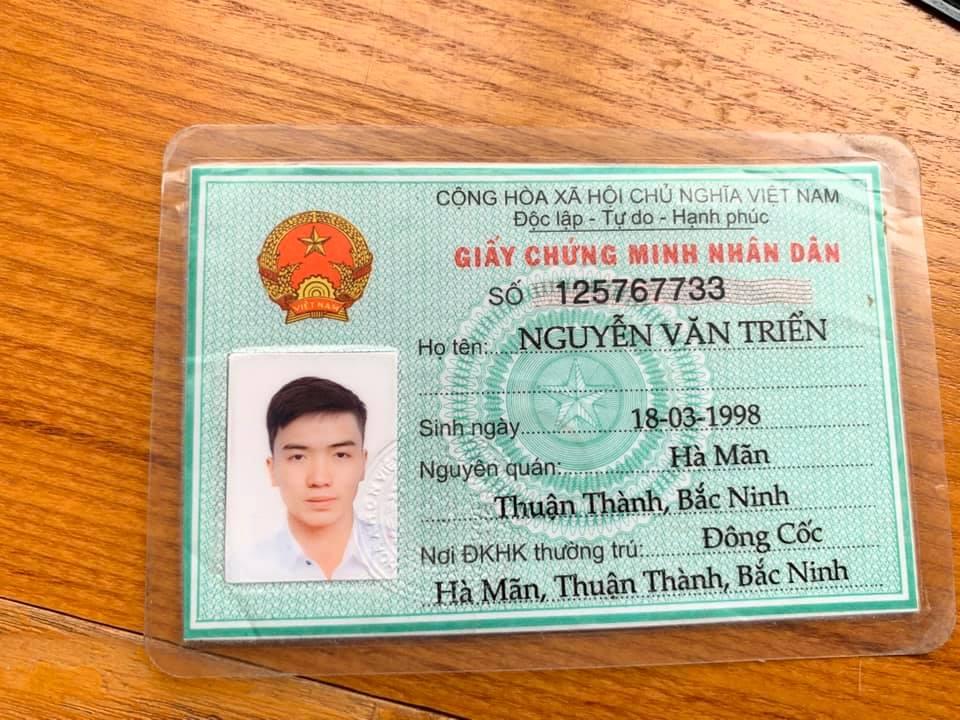 CỘNG HÒA XÃ HỘI CHỦ NGHĨA VIỆT NAM
Độc lập - Tự do - Hạnh phúc
GIẤY CHỨNG MINH NHÂN DÂN
SỐ 125767733
VIỆT NAM
Họ tên: NGUYỄN VĂN TRIỂN
Sinh ngày 18-03-1998
Nguyên quán: Hà Mãn
Thuận Thành, Bắc Ninh
Nơi ĐKHK thường trú: Đông Cốc
Hà Mãn, Thuận Thành, Bắc Ninh